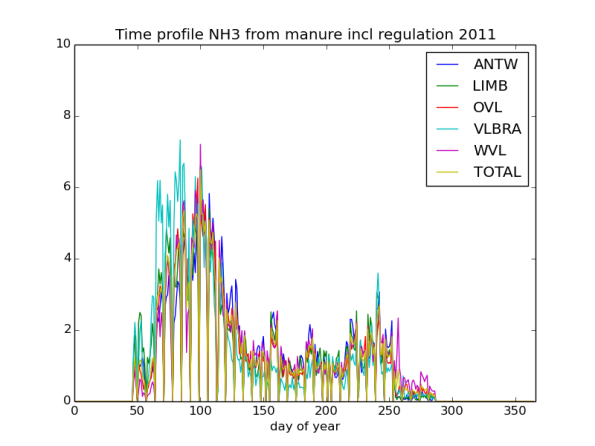 Time profile NH3 from manure incl regulation 2011
10
8
6
4
2
0
ANTW
LIMB
OVL
VLBRA
WVL
TOTAL
0 50 100 150 200 250 300 350
day of year